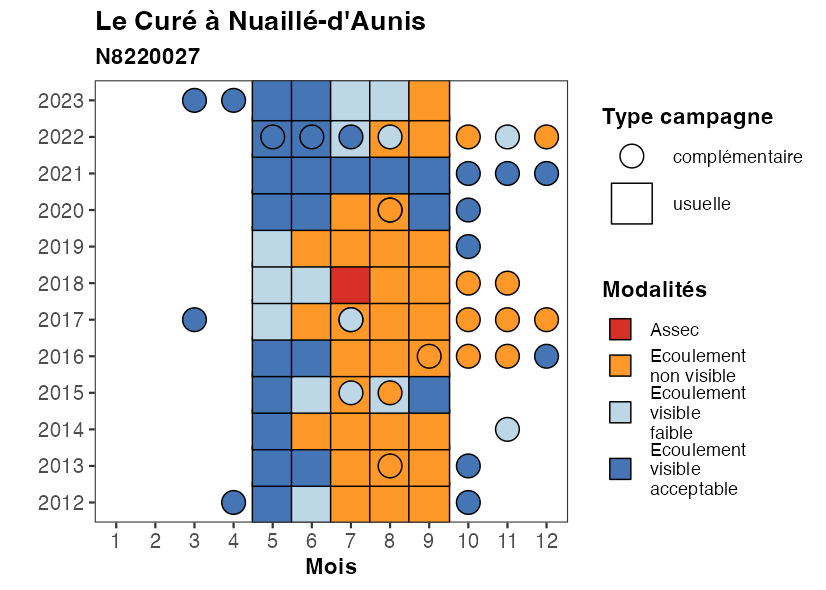 Le Curé à Nuaillé-d'Aunis
N8220027
2023
2022
2021
2020
2019
2018
2017
2016
2015
2014
2013
2012
1 2 3 4 5 6 7 8 9 10 11 12
Mois
Type campagne
complémentaire
usuelle
Modalités
Assec
Ecoulement
non visible
Ecoulement
visible
faible
Ecoulement
visible
acceptable